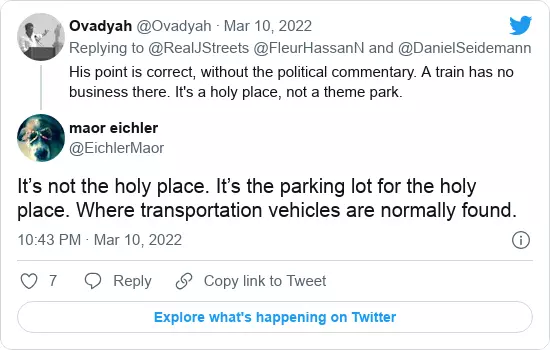 Ovadyah @Ovadyah · Mar 10, 2022
Replying to @RealJStreets @FleurHassanN and @DanielSeidemann
His point is correct, without the political commentary. A train has no
business there. It's a holy place, not a theme park.
maor eichler
@EichlerMaor
It’s not the holy place. It’s the parking lot for the holy
place. Where transportation vehicles are normally found.
10:43 PM · Mar 10, 2022
7 Reply Copy link to Tweet
Explore what's happening on Twitter